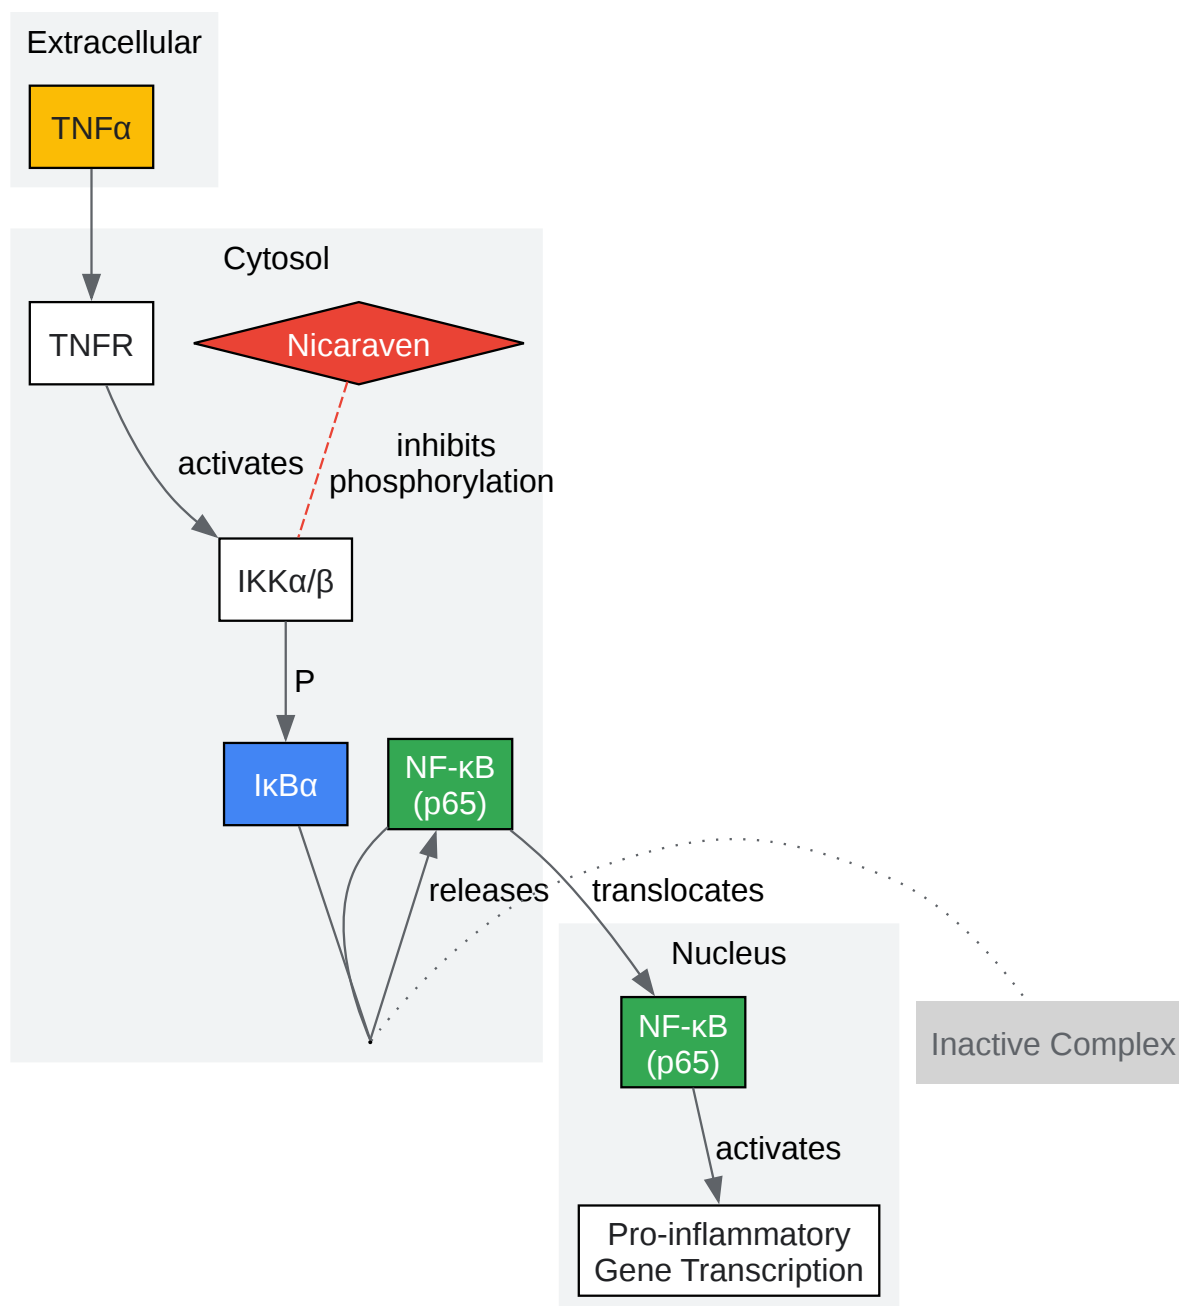 Extracellular
TNFα
Cytosol
TNFR
Nicaraven
activates
inhibits
phosphorylation
IKKα/β
P
IκBα
NF-κB
(p65)
releases
translocates
Nucleus
NF-κB
(p65)
Inactive Complex
activates
Pro-inflammatory
Gene Transcription